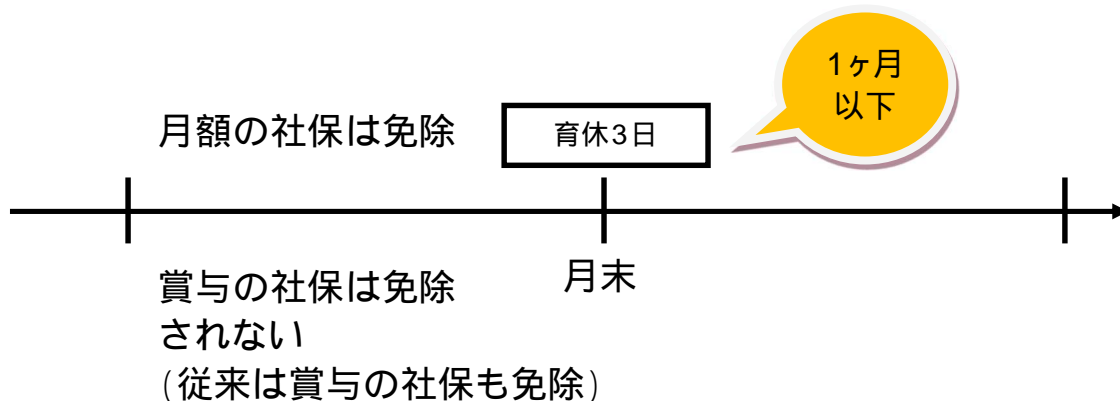 1ヶ月
以下
月額の社保は免除
育休3日
月末
賞与の社保は免除
されない
(従来は賞与の社保も免除)